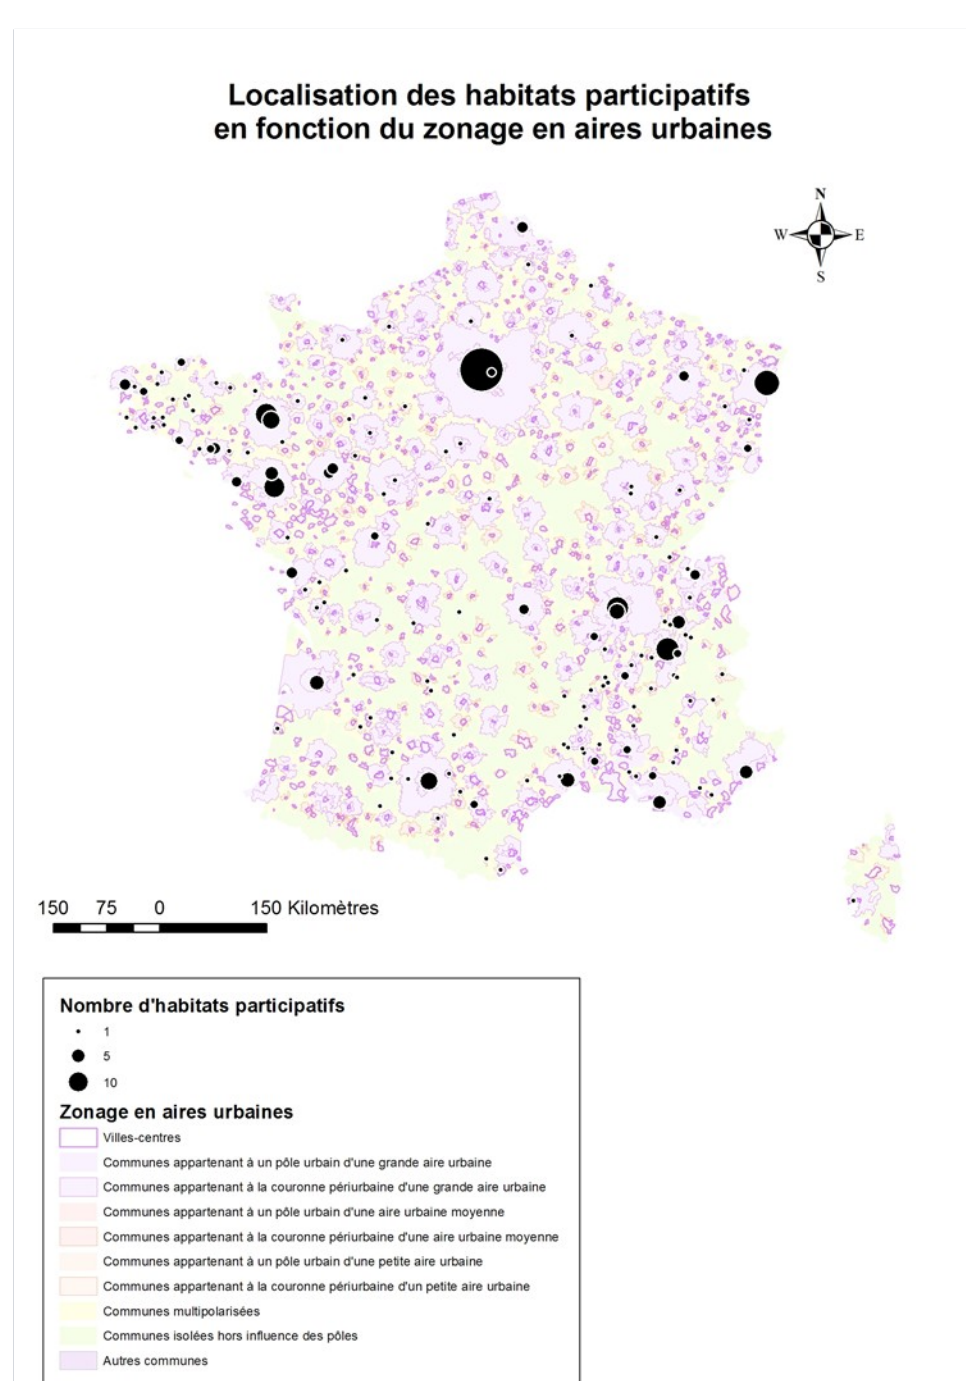 Localisation des habitats participatifs
en fonction du zonage en aires urbaines
N
W E
S
150 75 0 150 Kilomètres
Nombre d'habitats participatifs
1
5
10
Zonage en aires urbaines
Villes-centres
Communes appartenant à un pôle urbain d'une grande aire urbaine
Communes appartenant à la couronne périurbaine d'une grande aire urbaine
Communes appartenant à un pôle urbain d'une aire urbaine moyenne
Communes appartenant à la couronne périurbaine d'une aire urbaine moyenne
Communes appartenant à un pôle urbain d'une petite aire urbaine
Communes appartenant à la couronne périurbaine d'un petite aire urbaine
Communes multipolarisées
Communes isolées hors influence des pôles
Autres communes